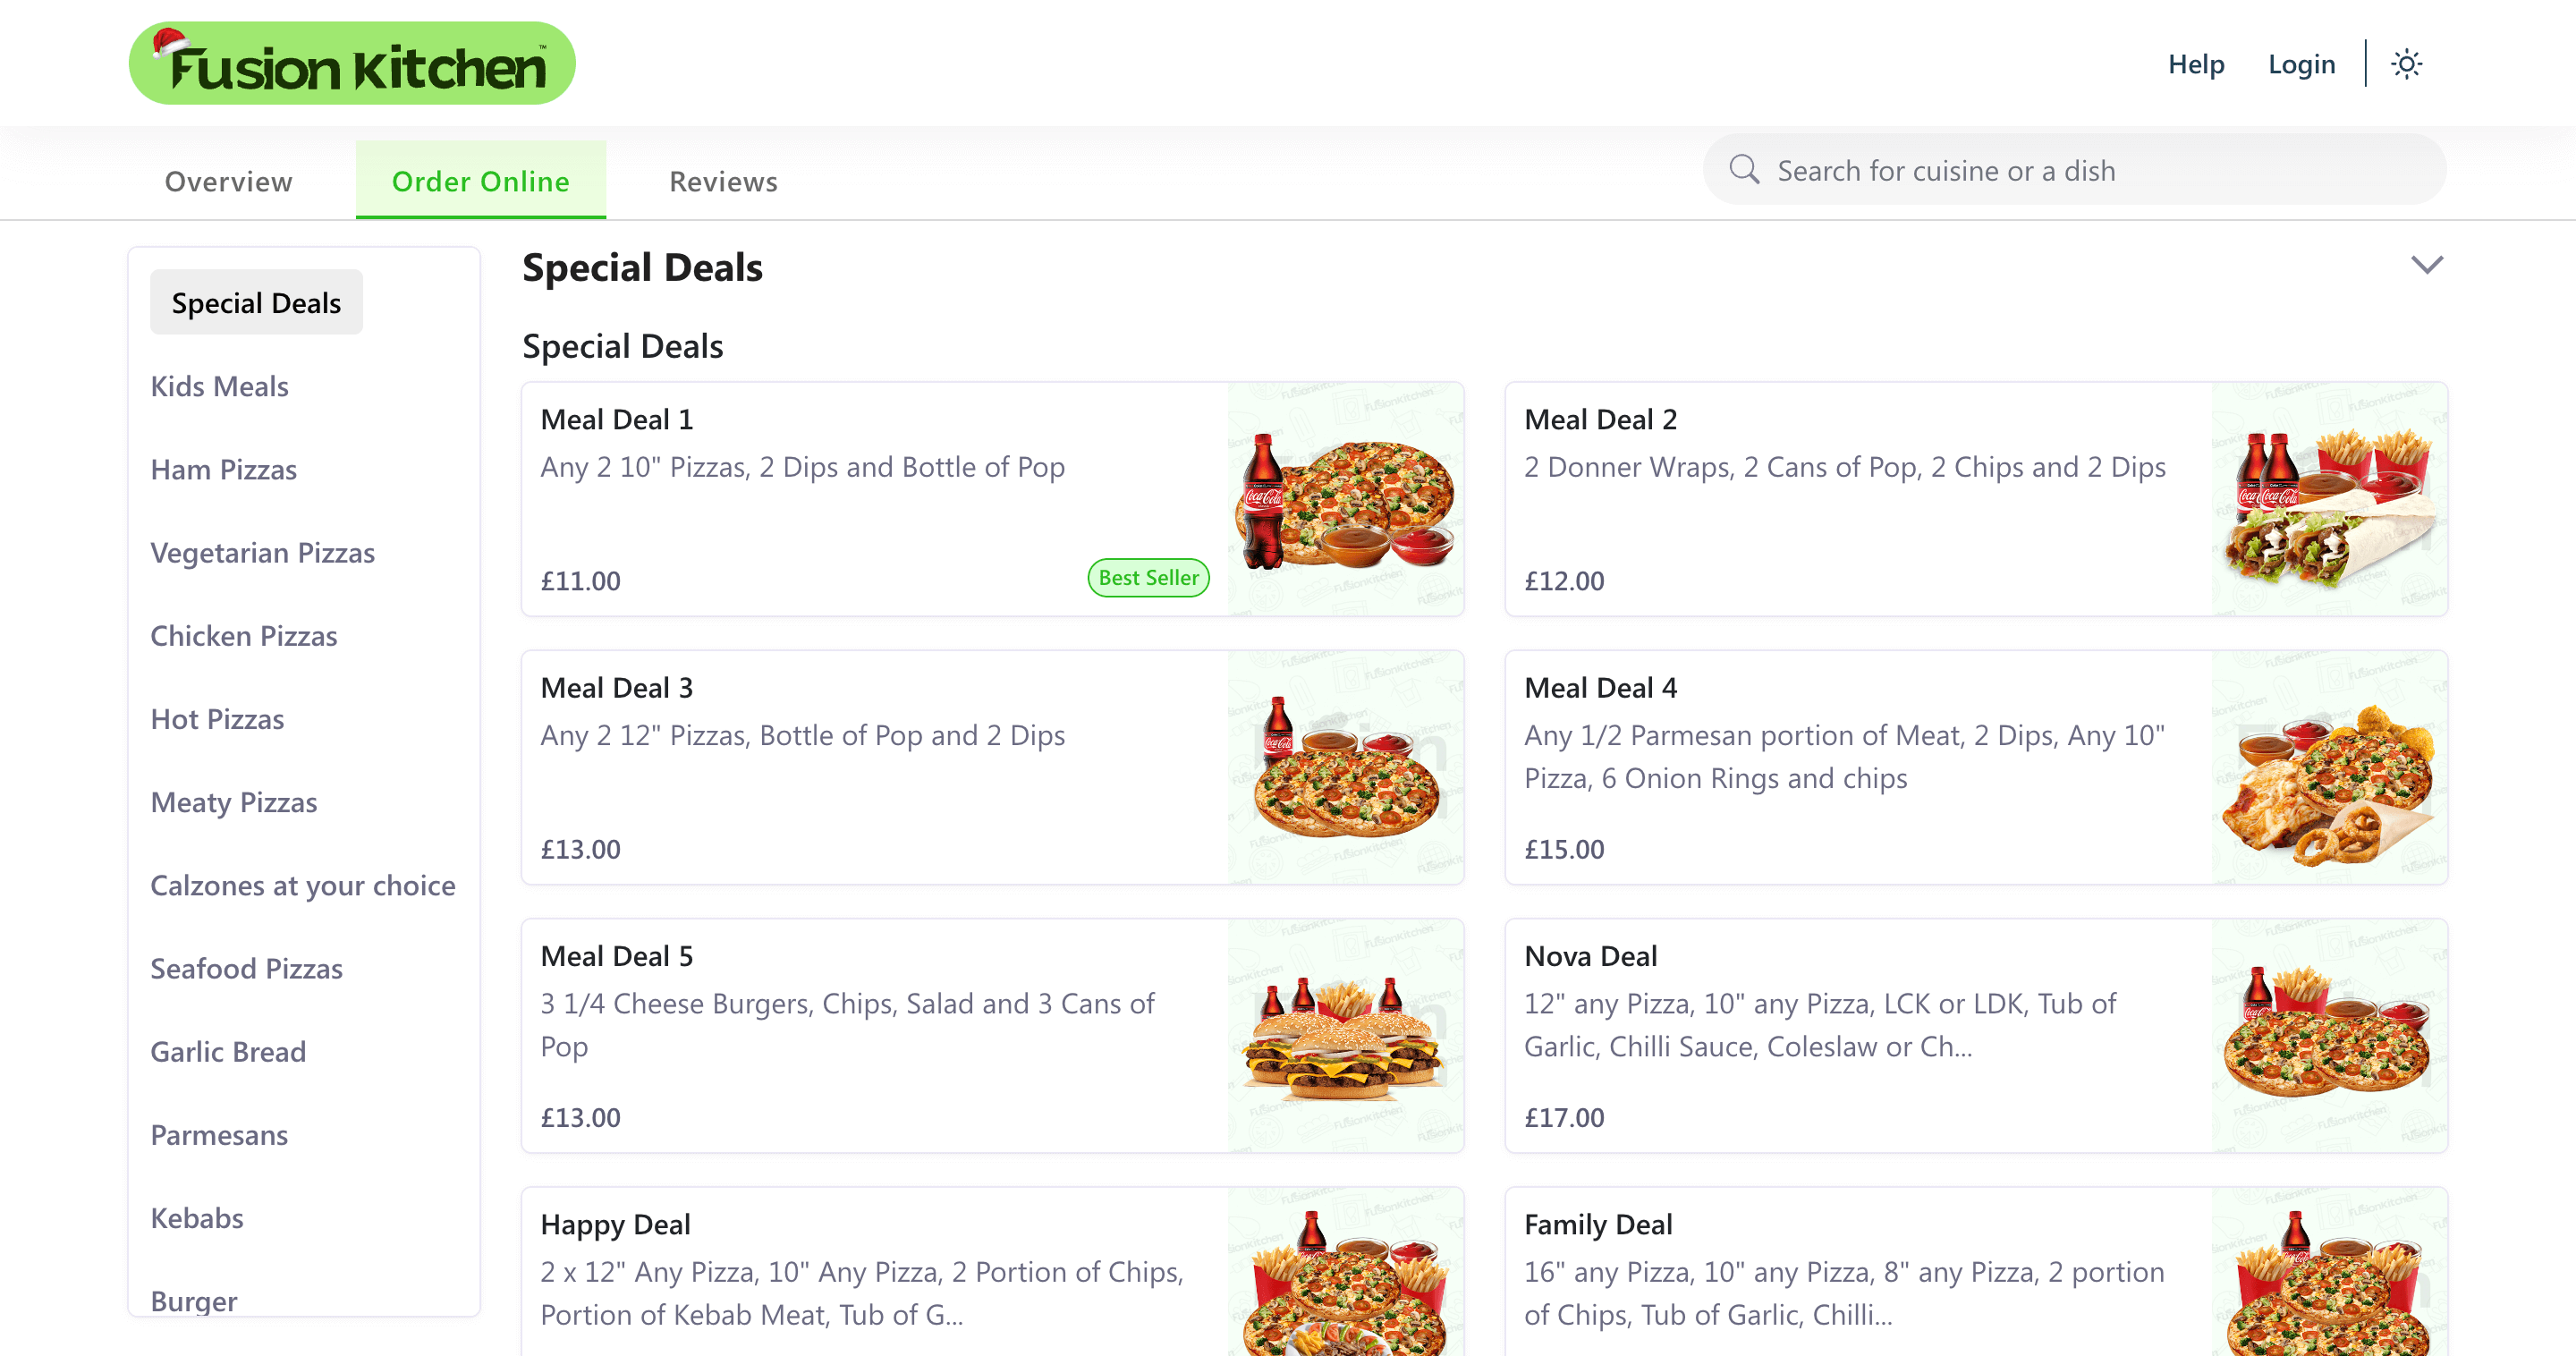 Fusion Kitchen™
Help
Login
Overview
Order Online
Reviews
Search for cuisine or a dish
Special Deals
Kids Meals
Ham Pizzas
Vegetarian Pizzas
Chicken Pizzas
Hot Pizzas
Meaty Pizzas
Calzones at your choice
Seafood Pizzas
Garlic Bread
Parmesans
Kebabs
Burger
Special Deals
Special Deals
Meal Deal 1
Any 2 10" Pizzas, 2 Dips and Bottle of Pop
£11.00
Best Seller
Meal Deal 2
2 Donner Wraps, 2 Cans of Pop, 2 Chips and 2 Dips
£12.00
Meal Deal 3
Any 2 12" Pizzas, Bottle of Pop and 2 Dips
£13.00
Meal Deal 4
Any 1/2 Parmesan portion of Meat, 2 Dips, Any 10"
Pizza, 6 Onion Rings and chips
£15.00
Meal Deal 5
3 1/4 Cheese Burgers, Chips, Salad and 3 Cans of
Pop
£13.00
Nova Deal
12" any Pizza, 10" any Pizza, LCK or LDK, Tub of
Garlic, Chilli Sauce, Coleslaw or Ch...
£17.00
Happy Deal
2 x 12" Any Pizza, 10" Any Pizza, 2 Portion of Chips,
Portion of Kebab Meat, Tub of G...
Family Deal
16" any Pizza, 10" any Pizza, 8" any Pizza, 2 portion
of Chips, Tub of Garlic, Chilli...